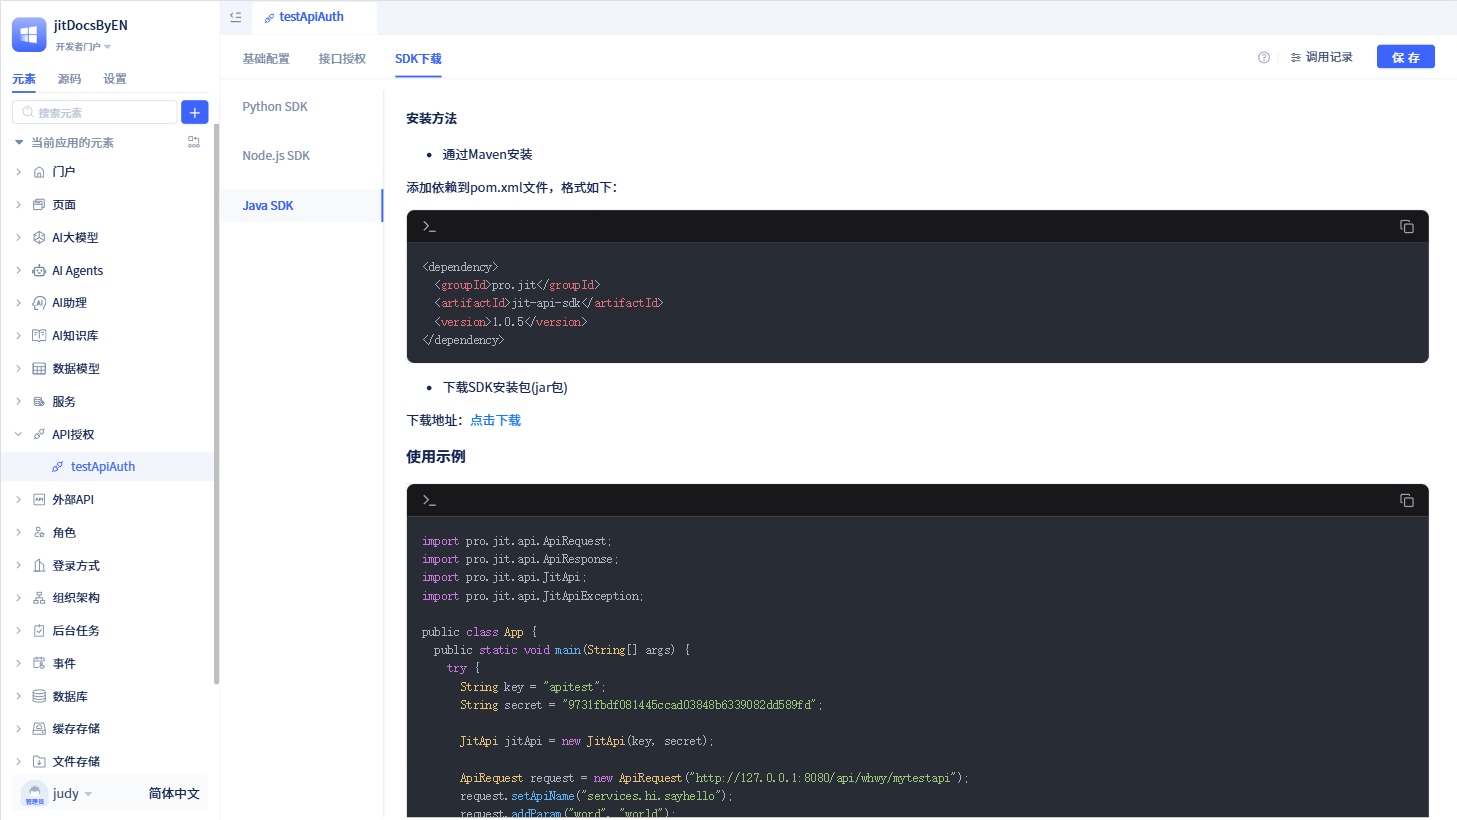 jitDocsByEN
开发者门户
元素 源码 设置
搜索元素
当前应用的元素
门户
页面
AI大模型
AI Agents
AI助理
AI知识库
数据模型
服务
API授权
testApiAuth
外部API
角色
登录方式
组织架构
后台任务
事件
数据库
缓存存储
文件存储
管理员
judy
简体中文
testApiAuth
基础配置 接口授权 SDK下载
调用记录
保 存
Python SDK
Node.js SDK
Java SDK
安装方法
• 通过Maven安装
添加依赖到pom.xml文件，格式如下：
<dependency>
<groupId>pro.jit</groupId>
<artifactId>jit-api-sdk</artifactId>
<version>1.0.5</version>
</dependency>
• 下载SDK安装包(jar包)
下载地址：点击下载
使用示例
import pro.jit.api.ApiRequest;
import pro.jit.api.ApiResponse;
import pro.jit.api.JitApi;
import pro.jit.api.JitApiException;
public class App {
public static void main(String[] args) {
try {
String key = "apitest";
String secret = "9731fbdf081445ccad03848b6339082dd589fd";
JitApi jitApi = new JitApi(key, secret);
ApiRequest request = new ApiRequest("http://127.0.0.1:8080/api/whwy/mytestapi");
request.setApiName("services.hi.sayhello");
request.addParam("word", "world");